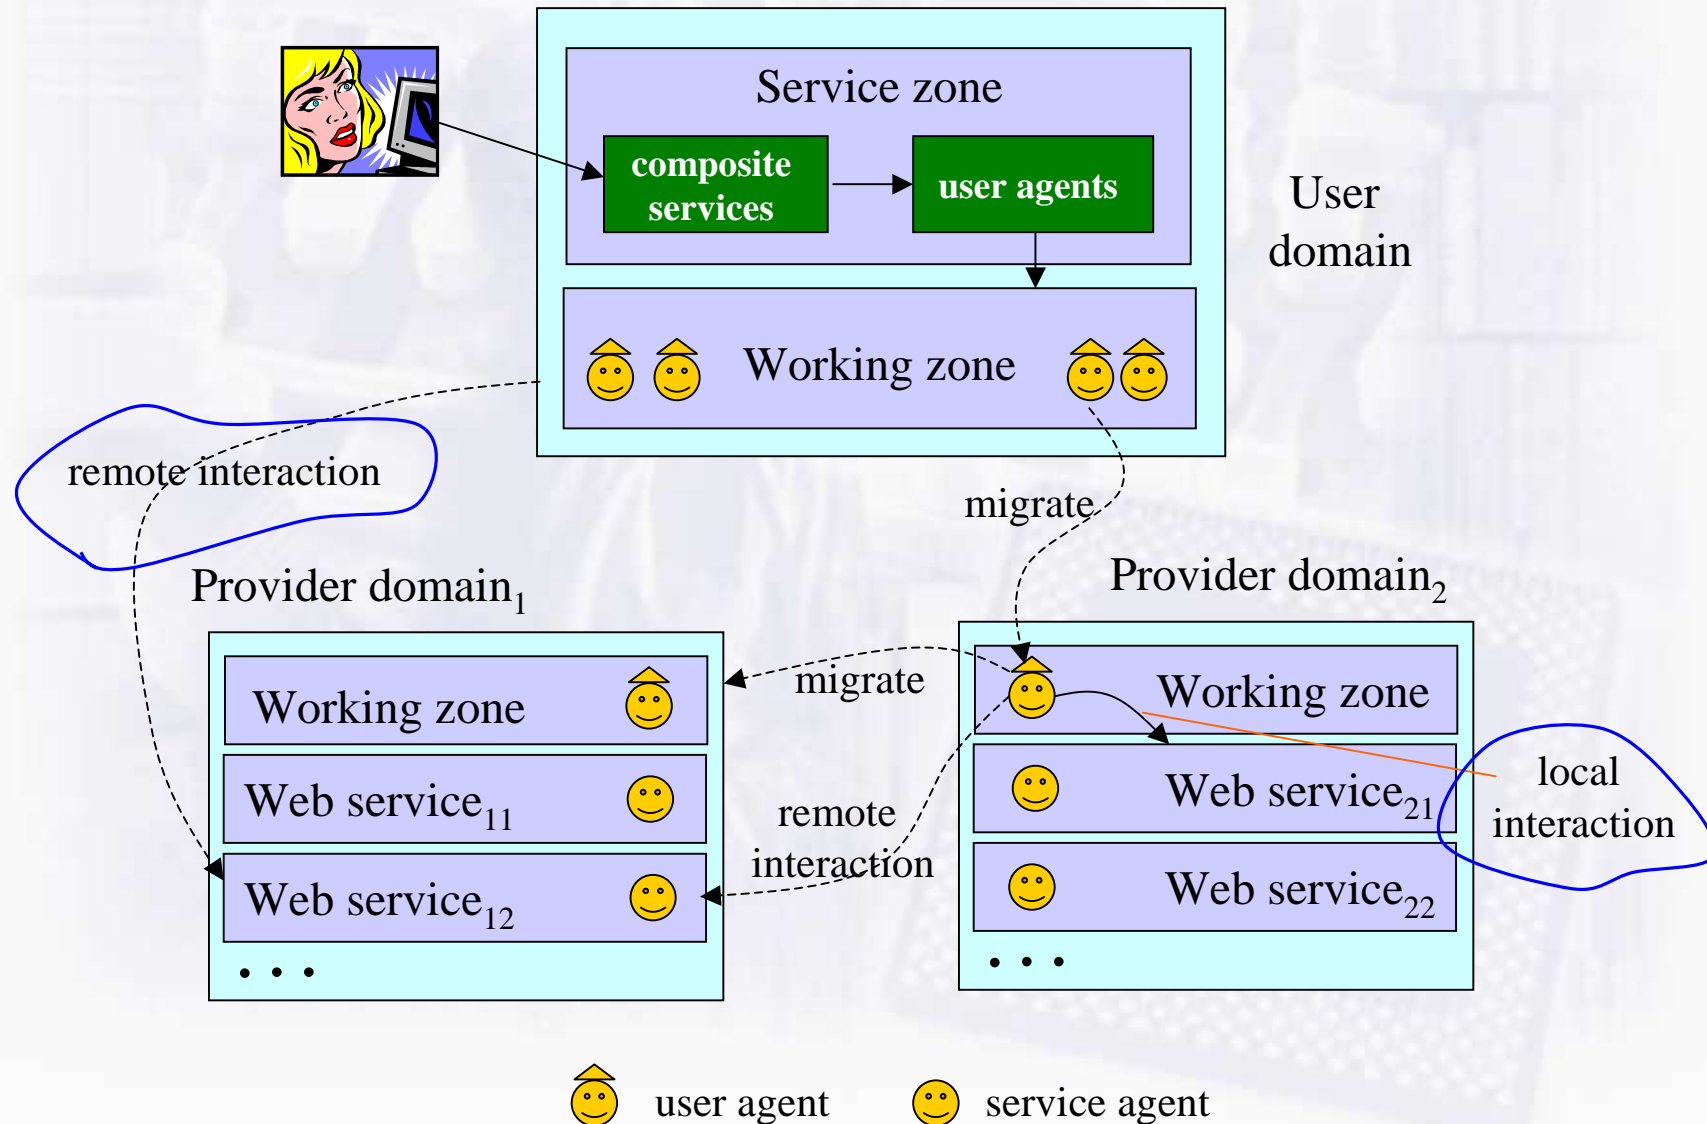 Service zone
composite
services
user agents
User
domain
Working zone
remote interaction
migrate
Provider domain₁
Provider domain₂
Working zone
Web service₁₁
Web service₁₂
. . .
migrate
remote
interaction
Working zone
Web service₂₁
Web service₂₂
. . .
local
interaction
user agent
service agent